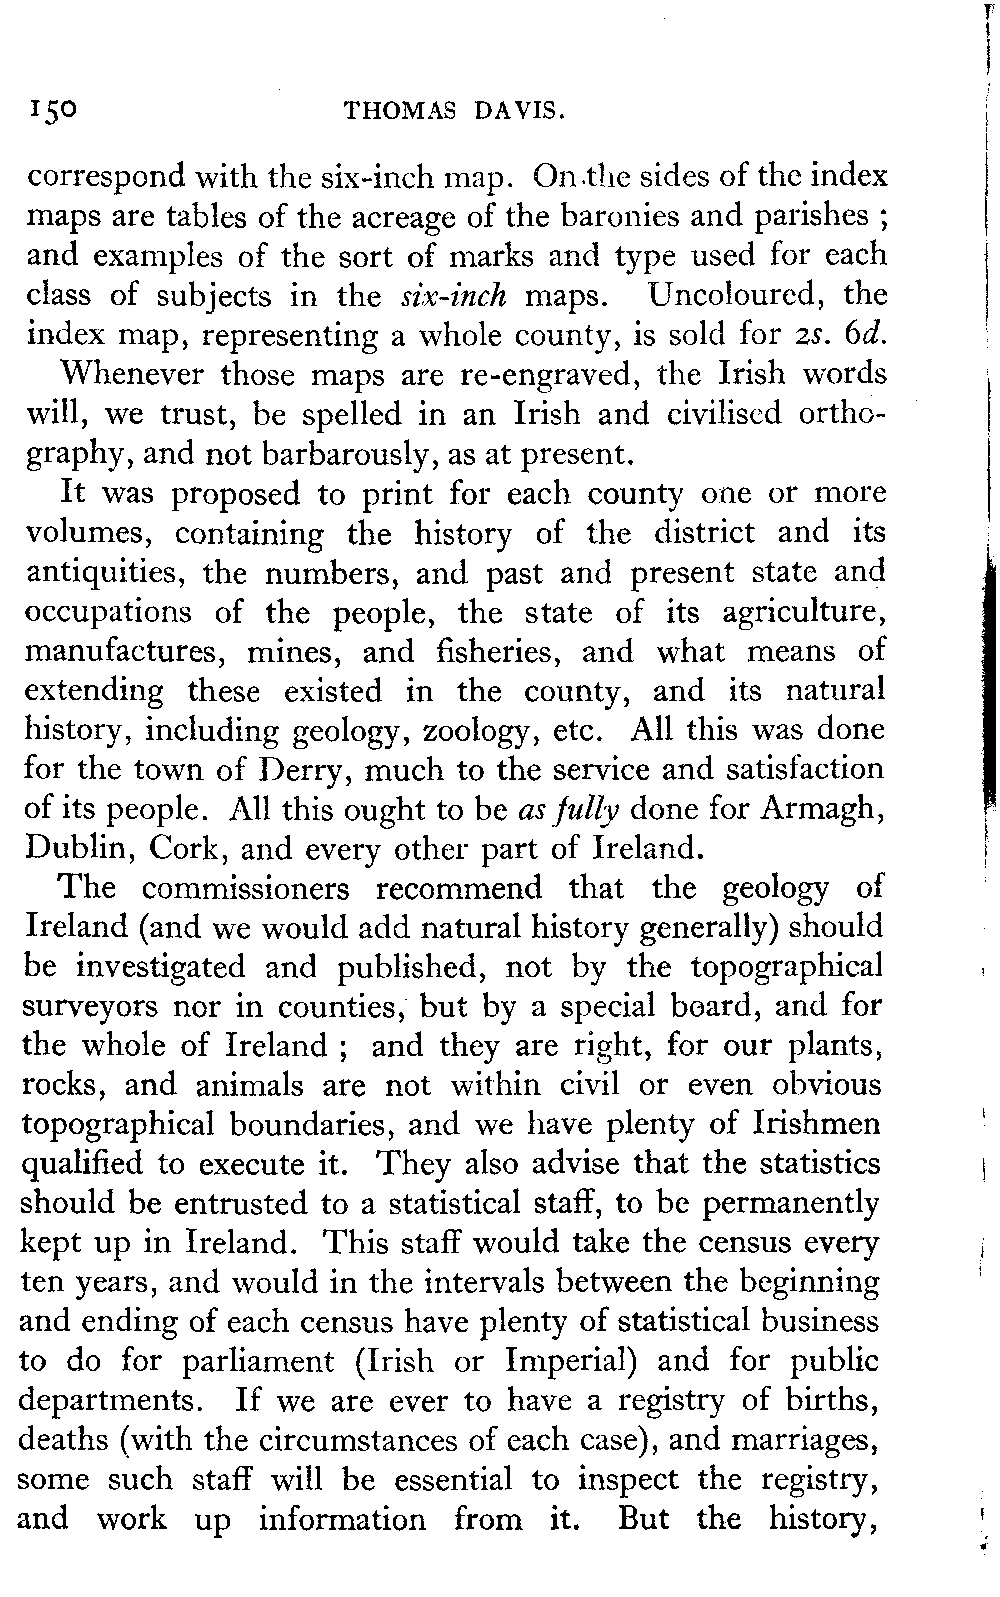 150 THOMAS DAVIS.
correspond with the six-inch map. On the sides of the index
maps are tables of the acreage of the baronies and parishes ;
and examples of the sort of marks and type used for each
class of subjects in the six-inch maps. Uncoloured, the
index map, representing a whole county, is sold for 2s. 6d.
Whenever those maps are re-engraved, the Irish words
will, we trust, be spelled in an Irish and civilised ortho-
graphy, and not barbarously, as at present.
It was proposed to print for each county one or more
volumes, containing the history of the district and its
antiquities, the numbers, and past and present state and
occupations of the people, the state of its agriculture,
manufactures, mines, and fisheries, and what means of
extending these existed in the county, and its natural
history, including geology, zoology, etc. All this was done
for the town of Derry, much to the service and satisfaction
of its people. All this ought to be as fully done for Armagh,
Dublin, Cork, and every other part of Ireland.
The commissioners recommend that the geology of
Ireland (and we would add natural history generally) should
be investigated and published, not by the topographical
surveyors nor in counties, but by a special board, and for
the whole of Ireland ; and they are right, for our plants,
rocks, and animals are not within civil or even obvious
topographical boundaries, and we have plenty of Irishmen
qualified to execute it. They also advise that the statistics
should be entrusted to a statistical staff, to be permanently
kept up in Ireland. This staff would take the census every
ten years, and would in the intervals between the beginning
and ending of each census have plenty of statistical business
to do for parliament (Irish or Imperial) and for public
departments. If we are ever to have a registry of births,
deaths (with the circumstances of each case), and marriages,
some such staff will be essential to inspect the registry,
and work up information from it. But the history,